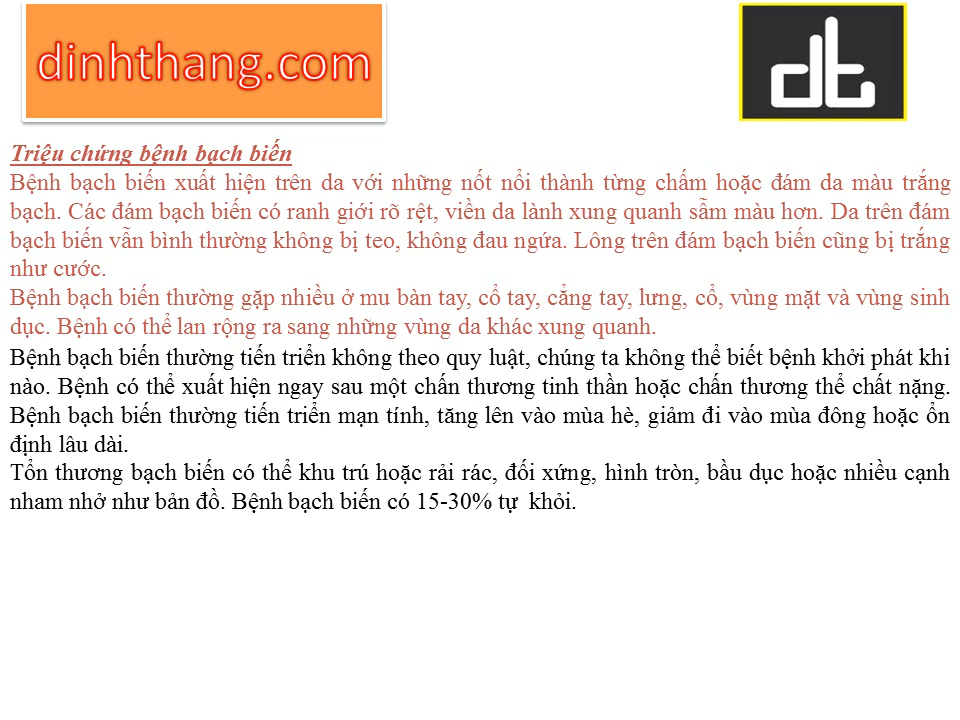 dinhthang.com
dt
Triệu chứng bệnh bạch biến
Bệnh bạch biến xuất hiện trên da với những nốt nổi thành từng chấm hoặc đám da màu trắng
bạch. Các đám bạch biến có ranh giới rõ rệt, viền da lành xung quanh sẫm màu hơn. Da trên đám
bạch biến vẫn bình thường không bị teo, không đau ngứa. Lông trên đám bạch biến cũng bị trắng
như cước.
Bệnh bạch biến thường gặp nhiều ở mu bàn tay, cổ tay, cẳng tay, lưng, cổ, vùng mặt và vùng sinh
dục. Bệnh có thể lan rộng ra sang những vùng da khác xung quanh.
Bệnh bạch biến thường tiến triển không theo quy luật, chúng ta không thể biết bệnh khởi phát khi
nào. Bệnh có thể xuất hiện ngay sau một chấn thương tinh thần hoặc chấn thương thể chất nặng.
Bệnh bạch biến thường tiến triển mạn tính, tăng lên vào mùa hè, giảm đi vào mùa đông hoặc ổn
định lâu dài.
Tổn thương bạch biến có thể khu trú hoặc rải rác, đối xứng, hình tròn, bầu dục hoặc nhiều cạnh
nham nhở như bản đồ. Bệnh bạch biến có 15-30% tự khỏi.